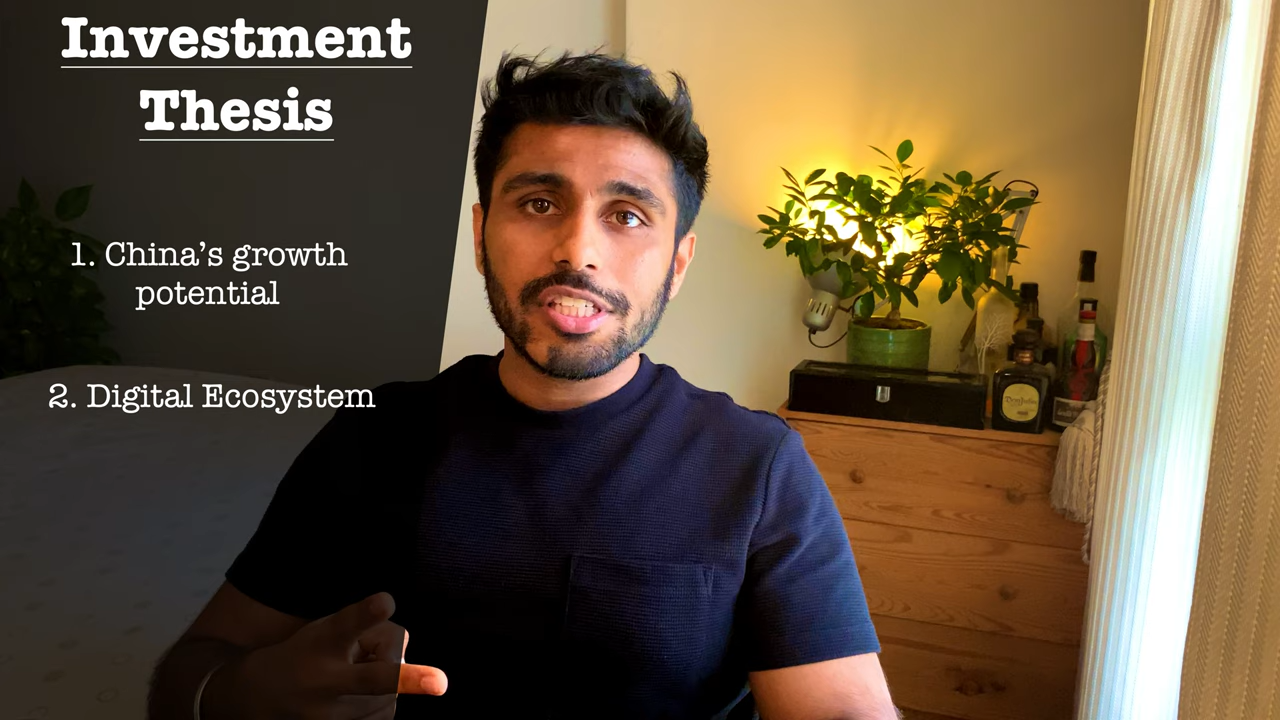 Investment
Thesis
1. China's growth
potential
2. Digital Ecosystem